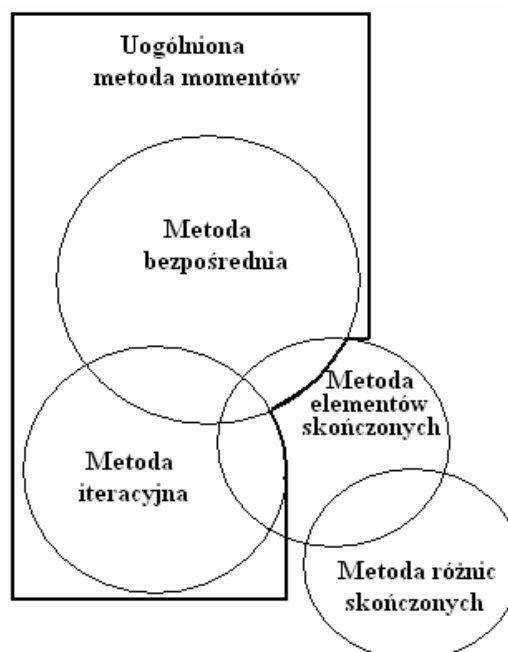 Uogólniona
metoda momentów
Metoda
bezpośrednia
Metoda
elementów
skończonych
Metoda
iteracyjna
Metoda różnic
skończonych